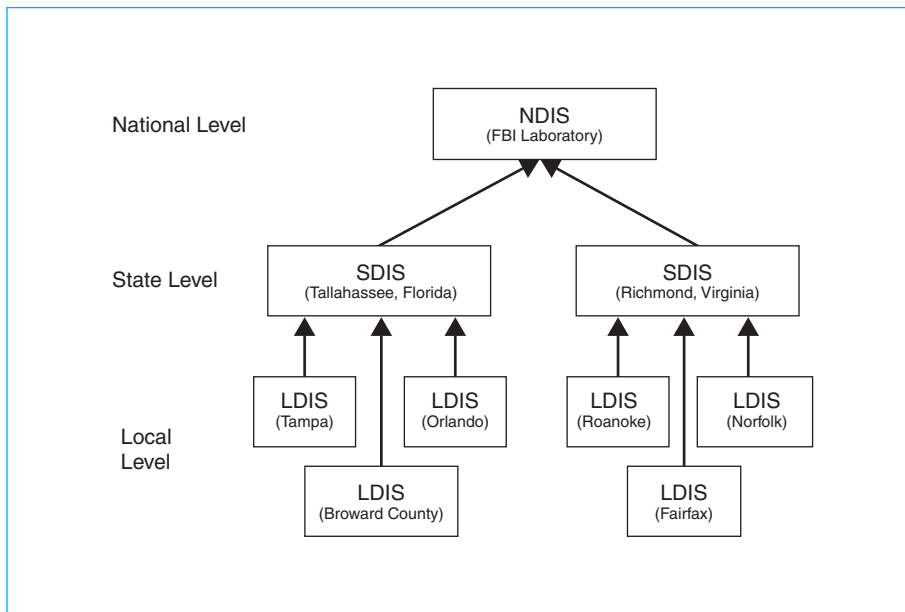 National Level
NDIS
(FBI Laboratory)
State Level
SDIS
(Tallahassee, Florida)
SDIS
(Richmond, Virginia)
Local
Level
LDIS
(Tampa)
LDIS
(Orlando)
LDIS
(Roanoke)
LDIS
(Norfolk)
LDIS
(Broward County)
LDIS
(Fairfax)